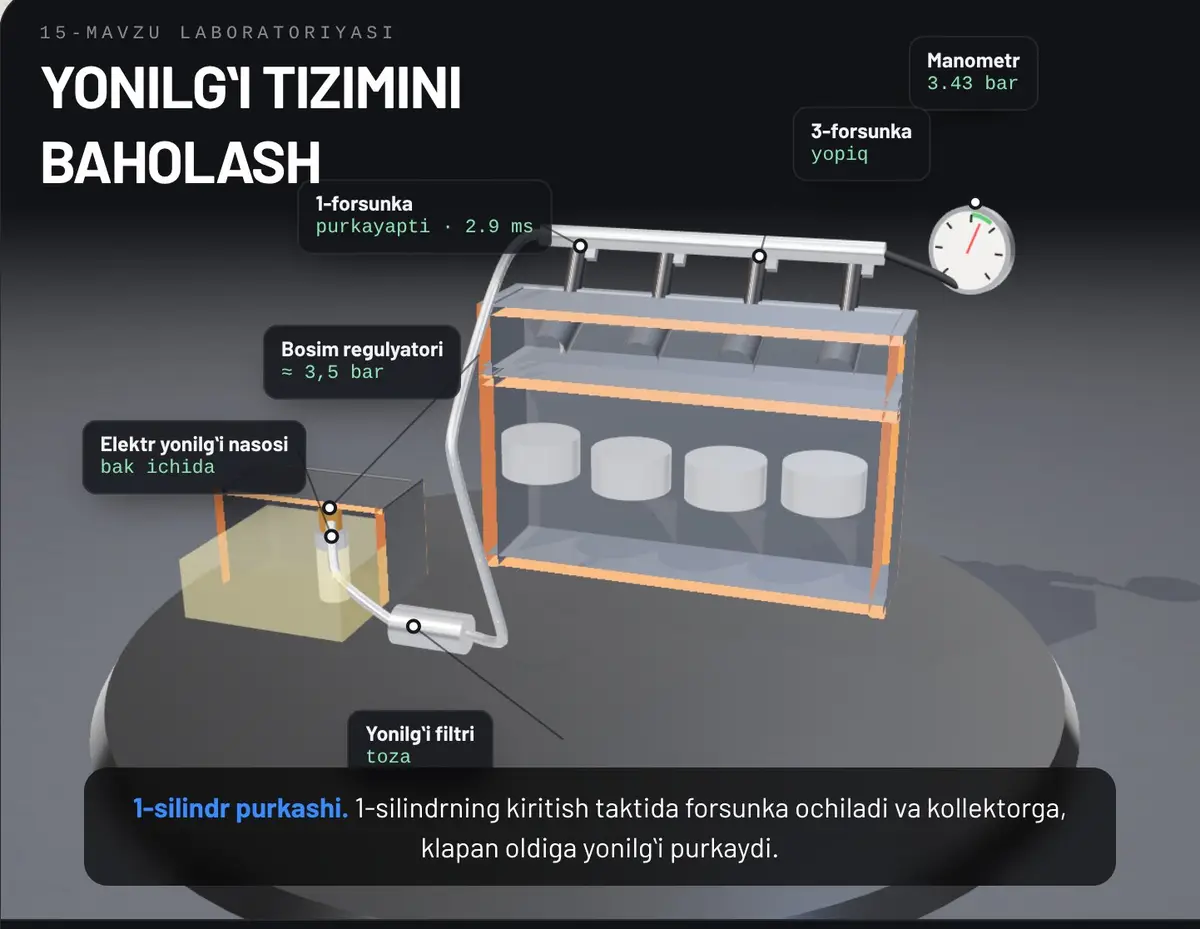 15-MAVZU LABORATORIYASI
YONILG‘I TIZIMINI
BAHOLASH
Manometr
3.43 bar
3-forsunka
yopiq
1-forsunka
purkayapti · 2.9 ms
Bosim regulyatori
≈ 3,5 bar
Elektr yonilg‘i nasosi
bak ichida
Yonilg‘i filtri
toza
1-silindr purkashi. 1-silindrning kiritish taktida forsunka ochiladi va kollektorga,
klapan oldiga yonilg‘i purkaydi.